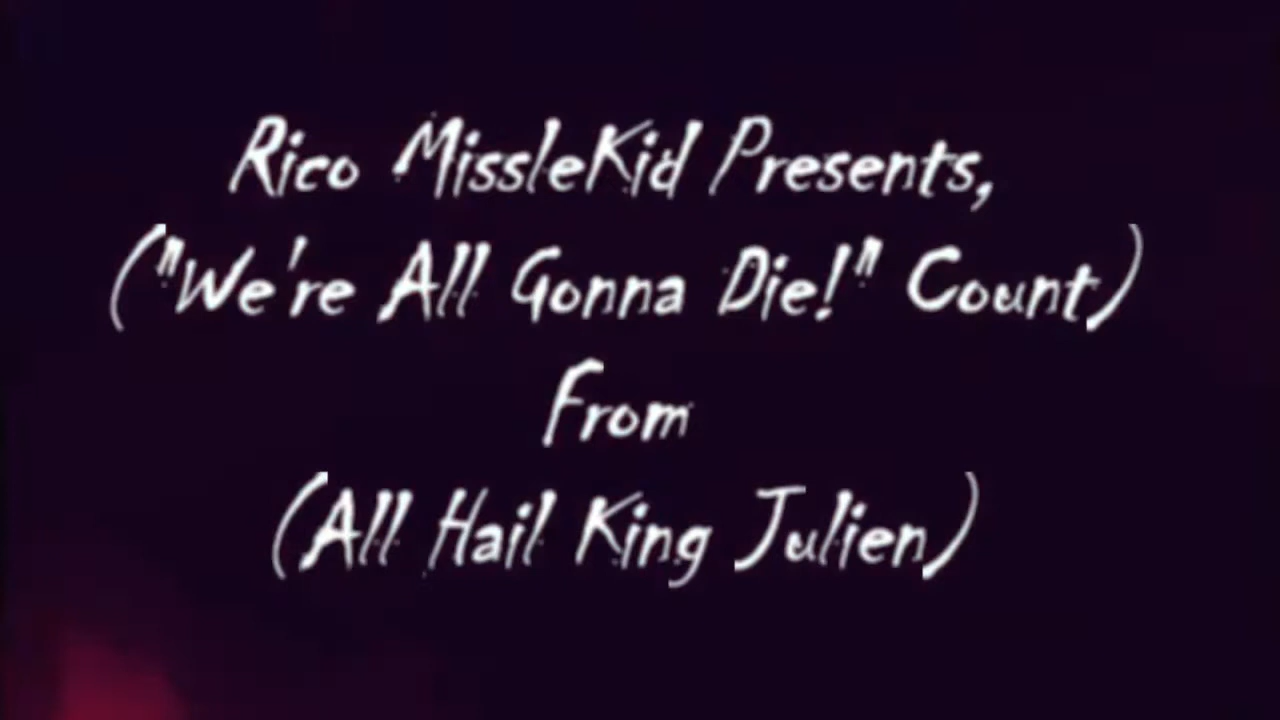 Rico MissleKid Presents,
("We're All Gonna Die!" Count)
From
(All Hail King Julien)